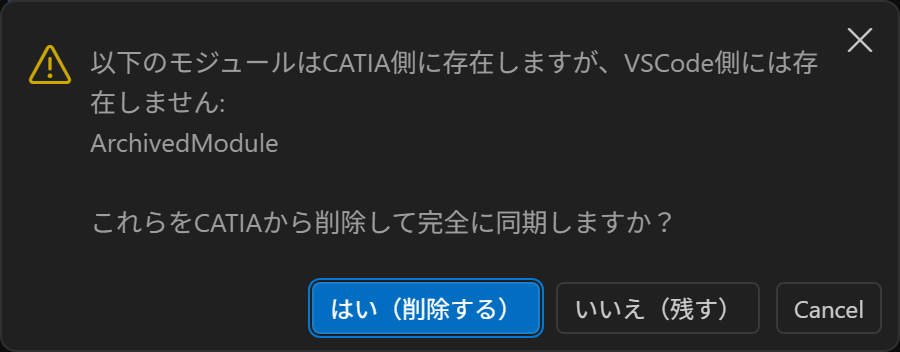 以下のモジュールはCATIA側に存在しますが、VSCode側には存
在しません:
ArchivedModule
これらをCATIAから削除して完全に同期しますか？
はい（削除する）
いいえ（残す）
Cancel